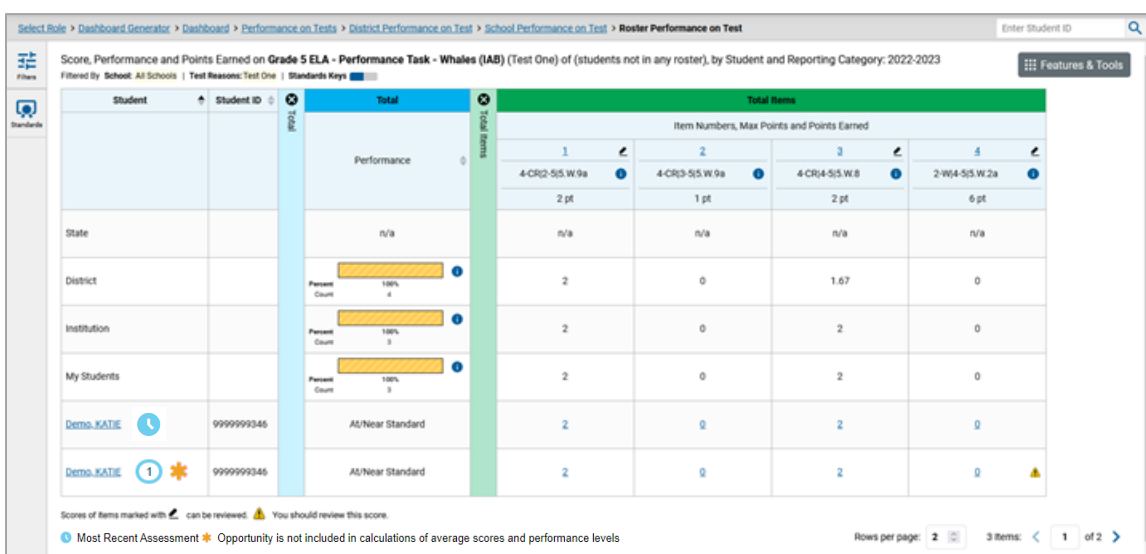 Select Role > Dashboard Generator > Dashboard > Performance on Tests > District Performance on Test > School Performance on Test > Roster Performance on Test
Enter Student ID
Filters
Standards
Score, Performance and Points Earned on Grade 5 ELA - Performance Task - Whales (IAB) (Test One) of (students not in any roster), by Student and Reporting Category: 2022-2023
Filtered By School: All Schools | Test Reasons: Test One | Standards Keys
Features & Tools
Student Student ID Total Total Total Items Total Items
Item Numbers, Max Points and Points Earned
Performance
1 2 3 4
4-CR|2-5|5.W.9a 4-CR|3-5|5.W.9a 4-CR|4-5|5.W.8 2-W|4-5|5.W.2a
2 pt 1 pt 2 pt 6 pt
State n/a n/a n/a n/a n/a
District Percent 100% Count 4 2 0 1.67 0
Institution Percent 100% Count 3 2 0 2 0
My Students Percent 100% Count 3 2 0 2 0
Demo, KATIE 9999999346 At/Near Standard 2 0 2 0
Demo, KATIE 1 9999999346 At/Near Standard 2 0 2 0
Scores of items marked with can be reviewed. You should review this score.
Most Recent Assessment Opportunity is not included in calculations of average scores and performance levels
Rows per page: 2 3 Items: 1 of 2